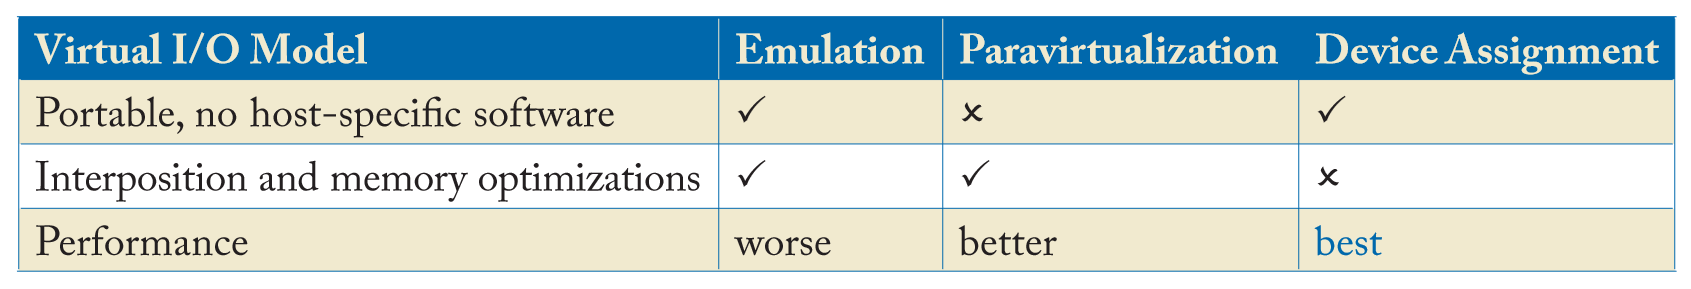 Virtual I/O Model Emulation Paravirtualization Device Assignment
Portable, no host-specific software ✓ × ✓
Interposition and memory optimizations ✓ ✓ ×
Performance worse better best